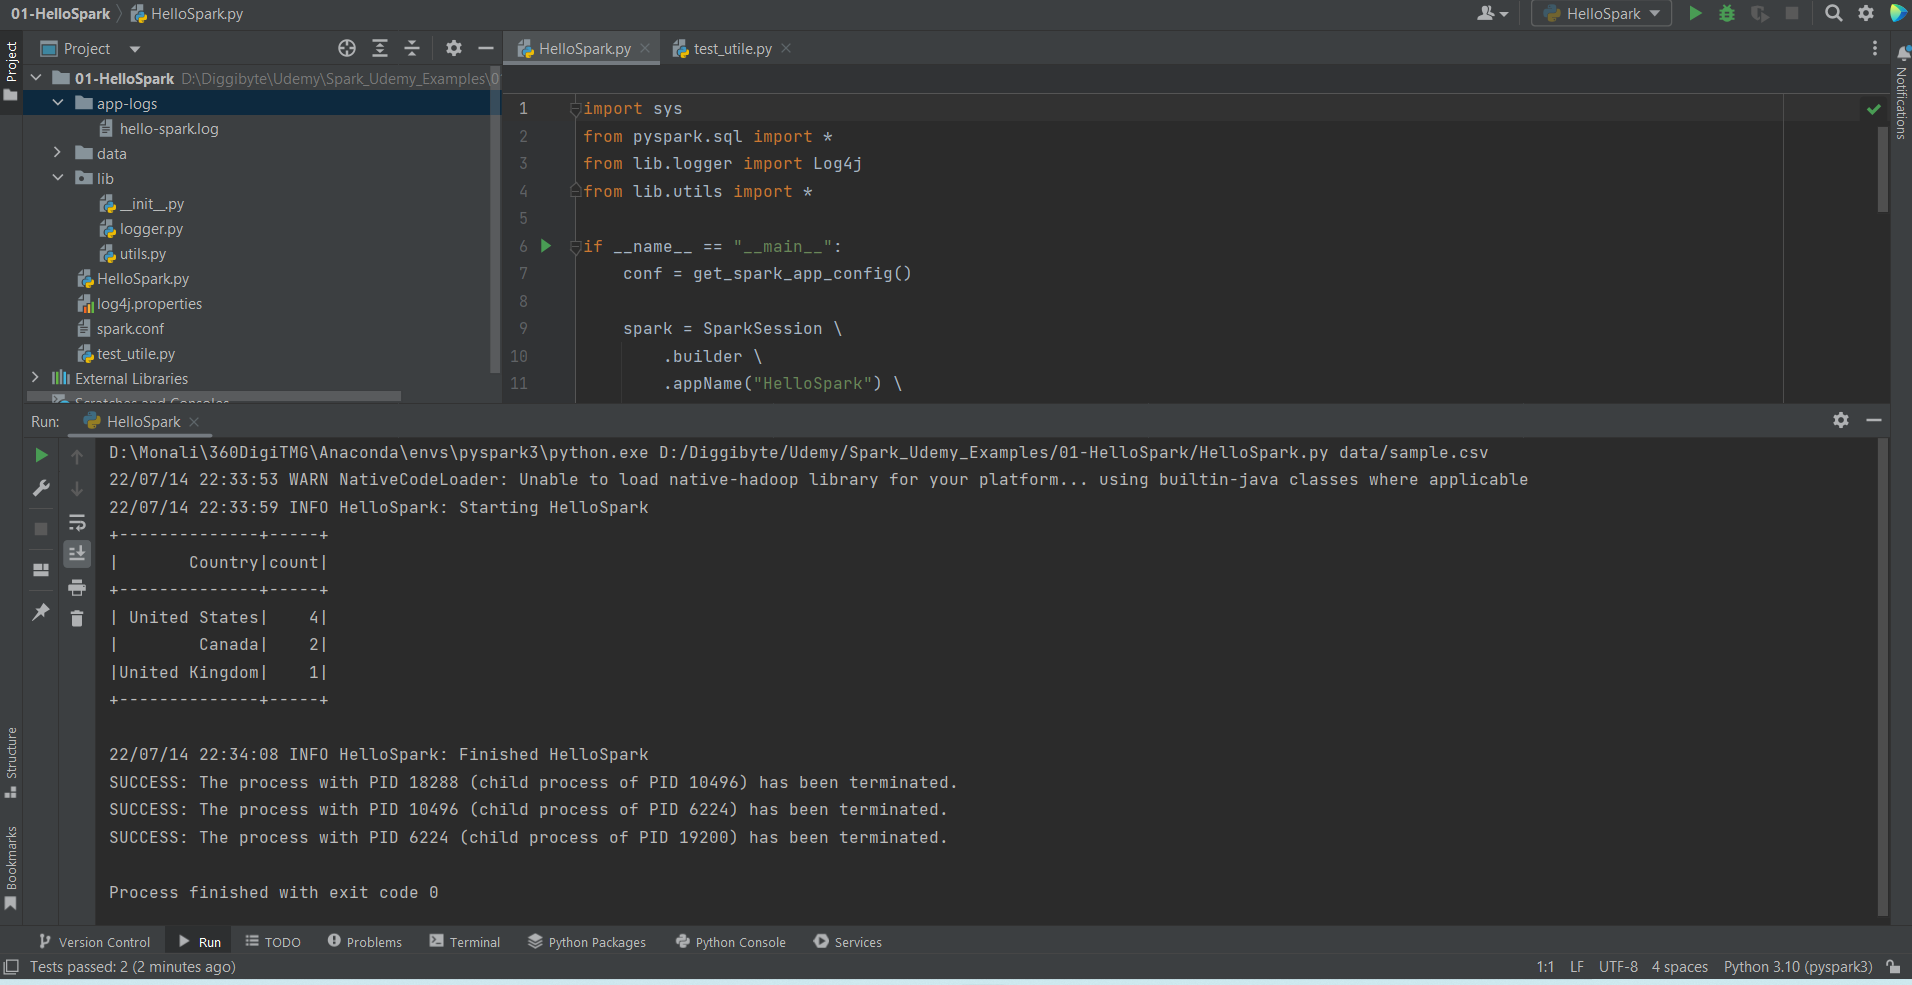 01-HelloSpark HelloSpark.py HelloSpark
Project
Project
HelloSpark.py
test_utile.py
Notifications
01-HelloSpark D:\Diggibyte\Udemy\Spark_Udemy_Examples\0
app-logs
hello-spark.log
data
lib
__init__.py
logger.py
utils.py
HelloSpark.py
log4j.properties
spark.conf
test_utile.py
External Libraries
Scratches and Consoles
1 import sys
2 from pyspark.sql import *
3 from lib.logger import Log4j
4 from lib.utils import *
5
6 if __name__ == "__main__":
7 conf = get_spark_app_config()
8
9 spark = SparkSession \
10 .builder \
11 .appName("HelloSpark") \
Run: HelloSpark
D:\Monali\360DigiTMG\Anaconda\envs\pyspark3\python.exe D:/Diggibyte/Udemy/Spark_Udemy_Examples/01-HelloSpark/HelloSpark.py data/sample.csv
22/07/14 22:33:53 WARN NativeCodeLoader: Unable to load native-hadoop library for your platform... using builtin-java classes where applicable
22/07/14 22:33:59 INFO HelloSpark: Starting HelloSpark
+--------------+-----+
|       Country|count|
+--------------+-----+
| United States|    4|
|        Canada|    2|
|United Kingdom|    1|
+--------------+-----+
22/07/14 22:34:08 INFO HelloSpark: Finished HelloSpark
SUCCESS: The process with PID 18288 (child process of PID 10496) has been terminated.
SUCCESS: The process with PID 10496 (child process of PID 6224) has been terminated.
SUCCESS: The process with PID 6224 (child process of PID 19200) has been terminated.
Process finished with exit code 0
Structure
Bookmarks
Version Control Run TODO Problems Terminal Python Packages Python Console Services
Tests passed: 2 (2 minutes ago) 1:1 LF UTF-8 4 spaces Python 3.10 (pyspark3)